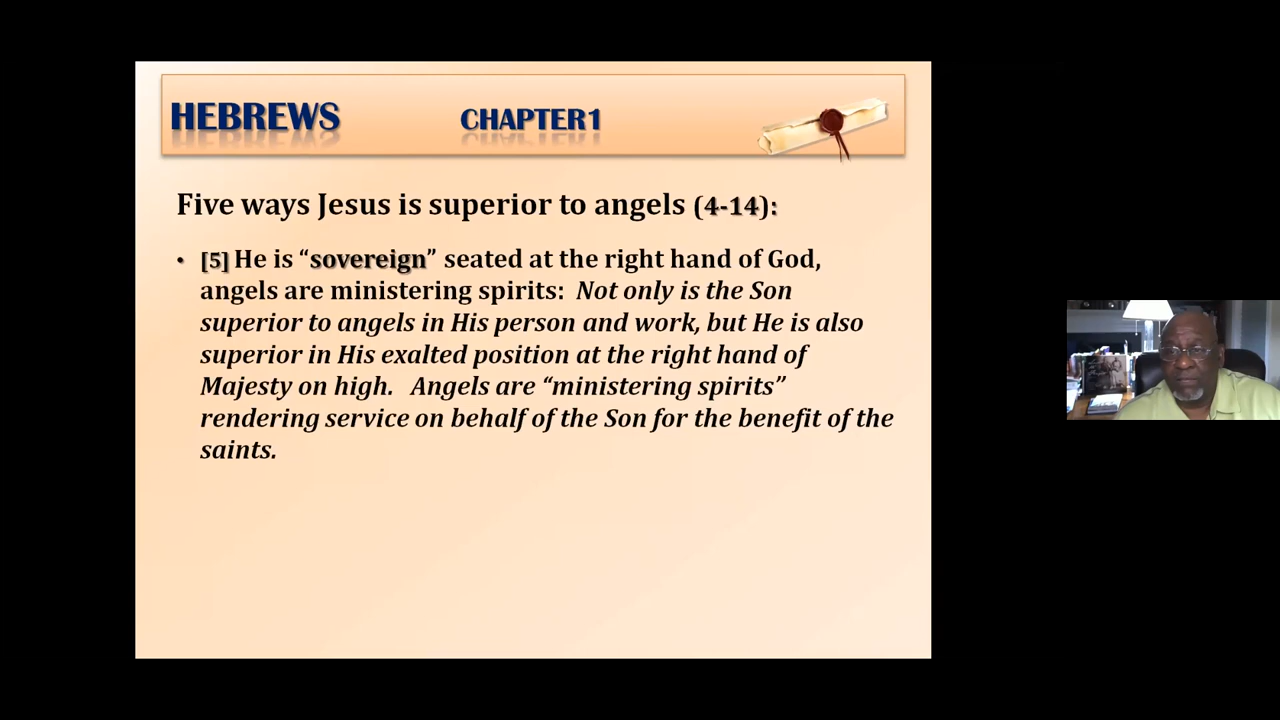 HEBREWS CHAPTER1
Five ways Jesus is superior to angels (4-14):
• [5] He is “sovereign” seated at the right hand of God,
angels are ministering spirits: Not only is the Son
superior to angels in His person and work, but He is also
superior in His exalted position at the right hand of
Majesty on high. Angels are “ministering spirits”
rendering service on behalf of the Son for the benefit of the
saints.